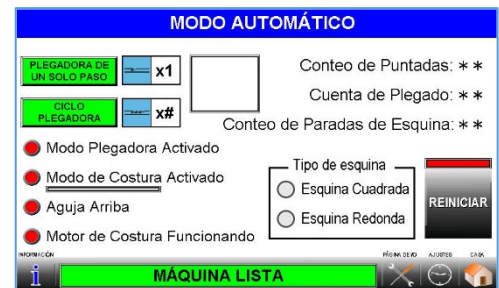 MODO AUTOMÁTICO
PLEGADORA DE
UN SOLO PASO
x1
Conteo de Puntadas: **
Cuenta de Plegado: **
CICLO
PLEGADORA
x#
Conteo de Paradas de Esquina: **
Modo Plegadora Activado
Modo de Costura Activado
Aguja Arriba
Motor de Costura Funcionando
Tipo de esquina
Esquina Cuadrada
Esquina Redonda
REINICIAR
INFORMACIÓN
i
MÁQUINA LISTA
AJUSTES
CASA